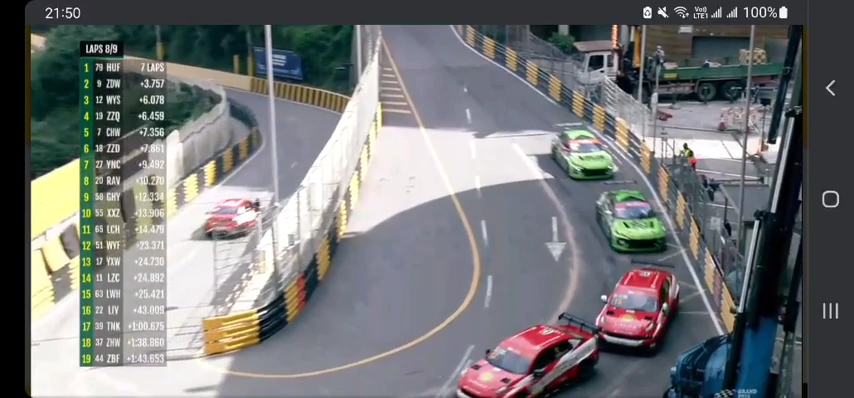 21:50
Vo)) LTE1 100%
LAPS 8/9
1 79 HUF 7 LAPS
2 9 ZDW +3.757
3 12 WYS +6.078
4 19 ZZQ +6.459
5 7 CHW +7.356
6 18 ZZD +7.861
7 27 YNC +9.492
8 20 RAV +10.270
9 50 GHY +12.334
10 55 XXZ +13.906
11 65 LCH +14.479
12 51 WYF +23.371
13 17 YXW +24.730
14 11 LZC +24.892
15 63 LWH +25.421
16 22 LIV +43.009
17 39 TNK +1:00.675
18 37 ZHW +1:38.860
19 44 ZBF +1:43.653
GRAND
PRIX